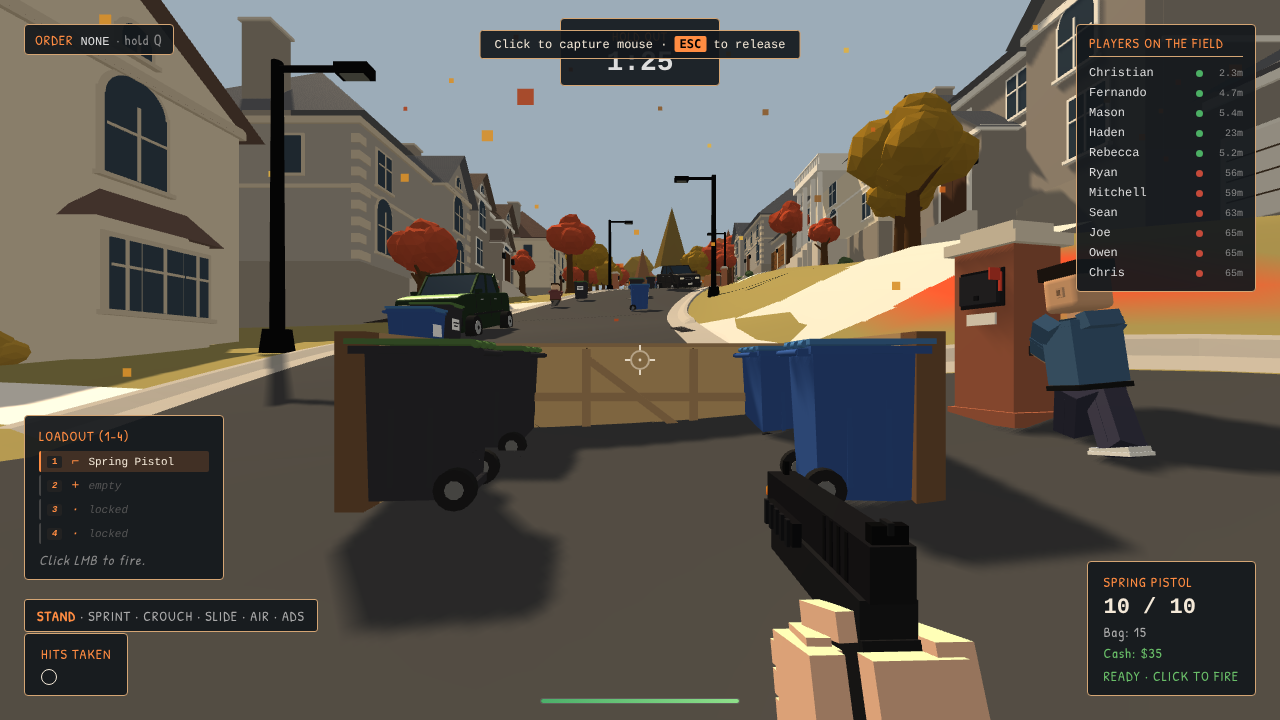 ORDER NONE · hold Q
Click to capture mouse · ESC to release
1:25
PLAYERS ON THE FIELD
Christian 2.3m
Fernando 4.7m
Mason 5.4m
Haden 23m
Rebecca 5.2m
Ryan 56m
Mitchell 59m
Sean 63m
Joe 65m
Owen 65m
Chris 65m
LOADOUT (1-4)
1 Spring Pistol
2 + empty
3 · locked
4 · locked
Click LMB to fire.
STAND · SPRINT · CROUCH · SLIDE · AIR · ADS
HITS TAKEN
SPRING PISTOL
10 / 10
Bag: 15
Cash: $35
READY · CLICK TO FIRE